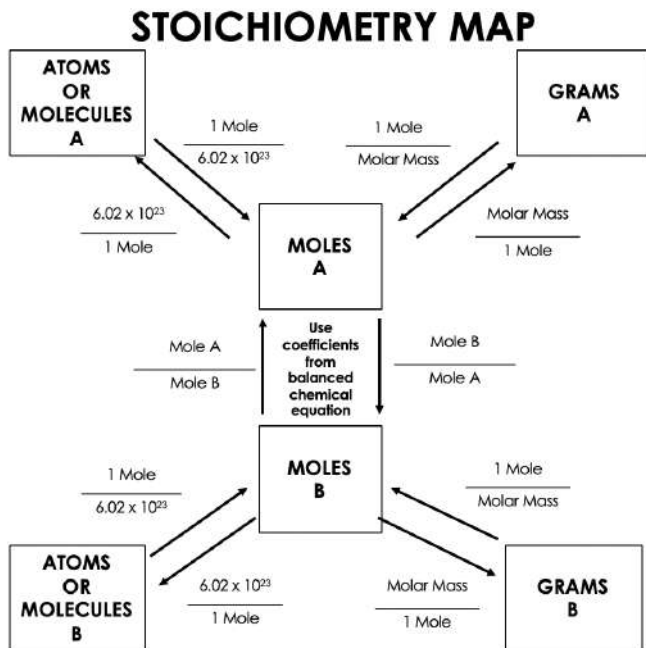 STOICHIOMETRY MAP
ATOMS
OR
MOLECULES
A
1 Mole
6.02 x 10²³
1 Mole
Molar Mass
GRAMS
A
6.02 x 10²³
1 Mole
MOLES
A
Molar Mass
1 Mole
Mole A
Mole B
Use
coefficients
from
balanced
chemical
equation
Mole B
Mole A
1 Mole
6.02 x 10²³
MOLES
B
1 Mole
Molar Mass
ATOMS
OR
MOLECULES
B
6.02 x 10²³
1 Mole
Molar Mass
1 Mole
GRAMS
B